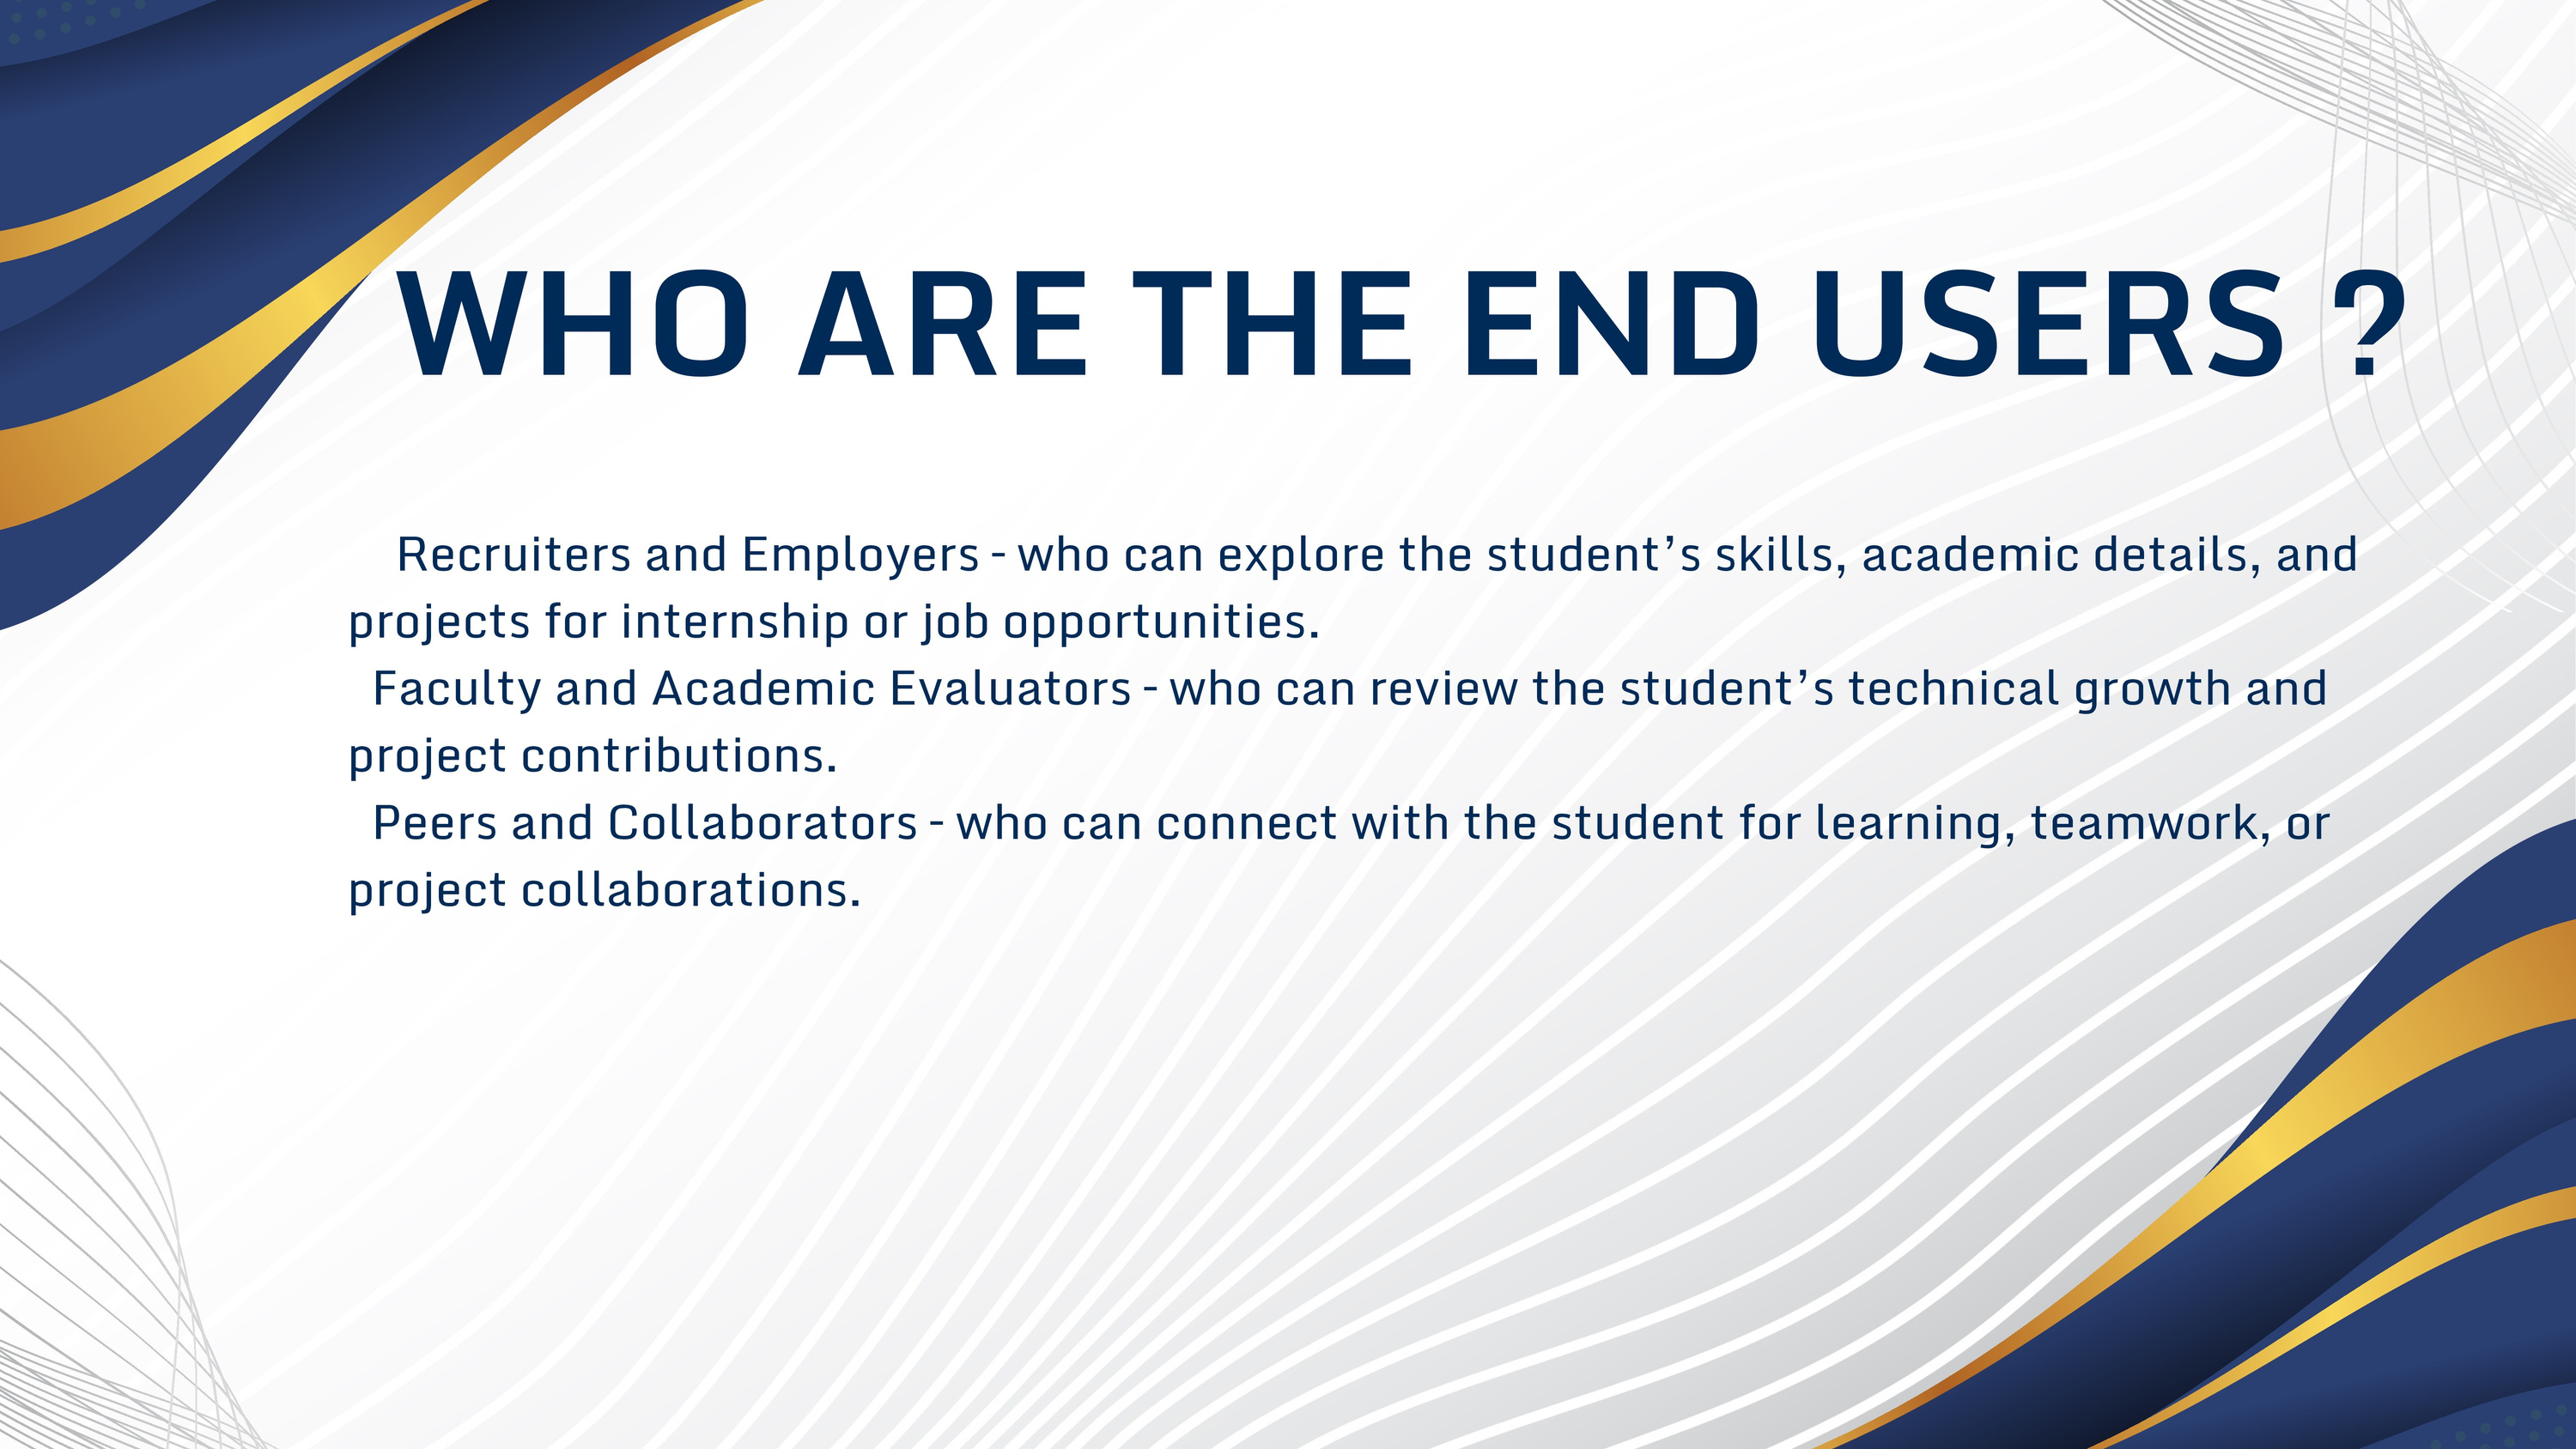 WHO ARE THE END USERS ?
Recruiters and Employers - who can explore the student’s skills, academic details, and
projects for internship or job opportunities.
Faculty and Academic Evaluators - who can review the student’s technical growth and
project contributions.
Peers and Collaborators - who can connect with the student for learning, teamwork, or
project collaborations.